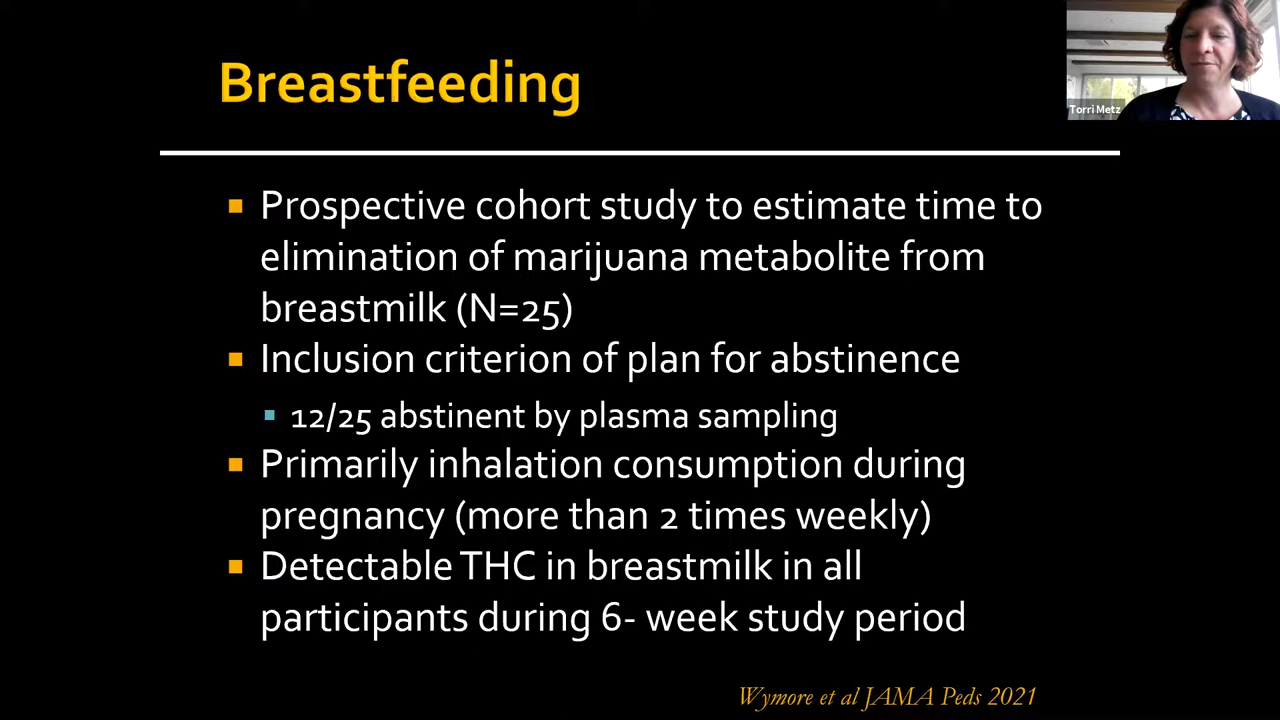 Breastfeeding
Torri Metz
Prospective cohort study to estimate time to
elimination of marijuana metabolite from
breastmilk (N=25)
Inclusion criterion of plan for abstinence
12/25 abstinent by plasma sampling
Primarily inhalation consumption during
pregnancy (more than 2 times weekly)
Detectable THC in breastmilk in all
participants during 6- week study period
Wymore et al JAMA Peds 2021